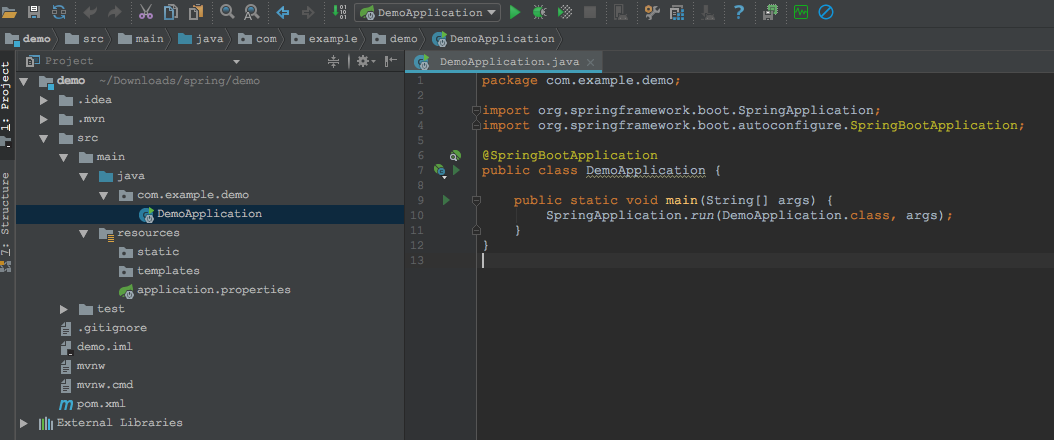 DemoApplication
demo src main java com example demo DemoApplication
1: Project
7: Structure
Project
demo ~/Downloads/spring/demo
.idea
.mvn
src
main
java
com.example.demo
DemoApplication
resources
static
templates
application.properties
test
.gitignore
demo.iml
mvnw
mvnw.cmd
pom.xml
External Libraries
DemoApplication.java
1 package com.example.demo;
2
3 import org.springframework.boot.SpringApplication;
4 import org.springframework.boot.autoconfigure.SpringBootApplication;
5
6 @SpringBootApplication
7 public class DemoApplication {
8
9 public static void main(String[] args) {
10 SpringApplication.run(DemoApplication.class, args);
11 }
12 }
13